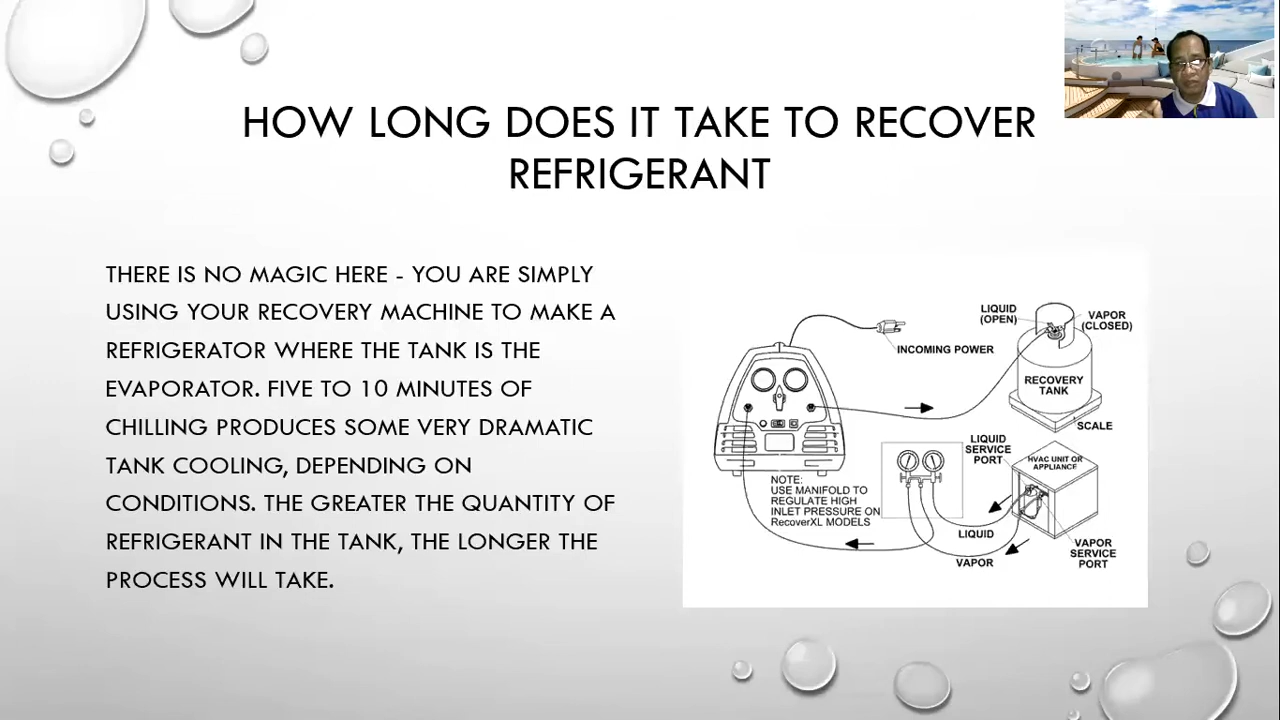 HOW LONG DOES IT TAKE TO RECOVER
REFRIGERANT
THERE IS NO MAGIC HERE - YOU ARE SIMPLY
USING YOUR RECOVERY MACHINE TO MAKE A
REFRIGERATOR WHERE THE TANK IS THE
EVAPORATOR. FIVE TO 10 MINUTES OF
CHILLING PRODUCES SOME VERY DRAMATIC
TANK COOLING, DEPENDING ON
CONDITIONS. THE GREATER THE QUANTITY OF
REFRIGERANT IN THE TANK, THE LONGER THE
PROCESS WILL TAKE.
INCOMING POWER
LIQUID
(OPEN)
VAPOR
(CLOSED)
RECOVERY
TANK
SCALE
LIQUID
SERVICE
PORT
HVAC UNIT OR
APPLIANCE
NOTE:
USE MANIFOLD TO
REGULATE HIGH
INLET PRESSURE ON
RecoverXL MODELS
LIQUID
VAPOR
VAPOR
SERVICE
PORT